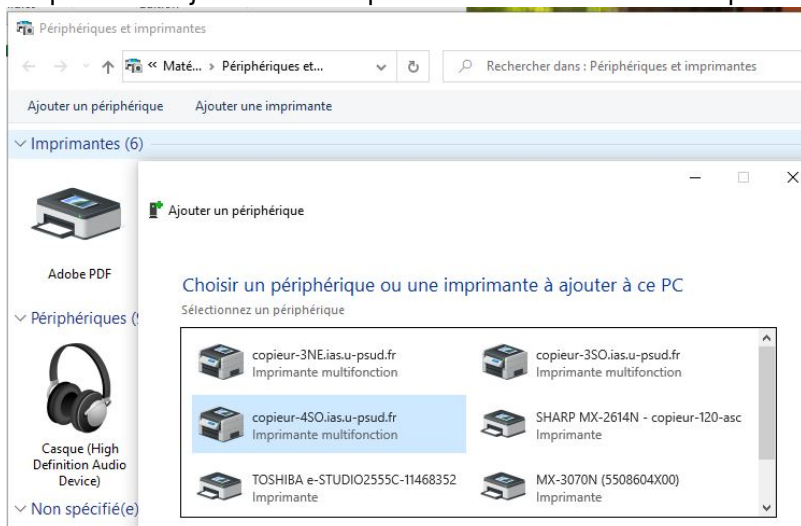 Périphériques et imprimantes
« Maté... › Périphériques et...
Rechercher dans : Périphériques et imprimantes
Ajouter un périphérique Ajouter une imprimante
Imprimantes (6)
Adobe PDF
Périphériques (
Casque (High
Definition Audio
Device)
Non spécifié(e)
Ajouter un périphérique
Choisir un périphérique ou une imprimante à ajouter à ce PC
Sélectionnez un périphérique
copieur-3NE.ias.u-psud.fr
Imprimante multifonction
copieur-3SO.ias.u-psud.fr
Imprimante multifonction
copieur-4SO.ias.u-psud.fr
Imprimante multifonction
SHARP MX-2614N - copieur-120-asc
Imprimante
TOSHIBA e-STUDIO2555C-11468352
Imprimante
MX-3070N (5508604X00)
Imprimante